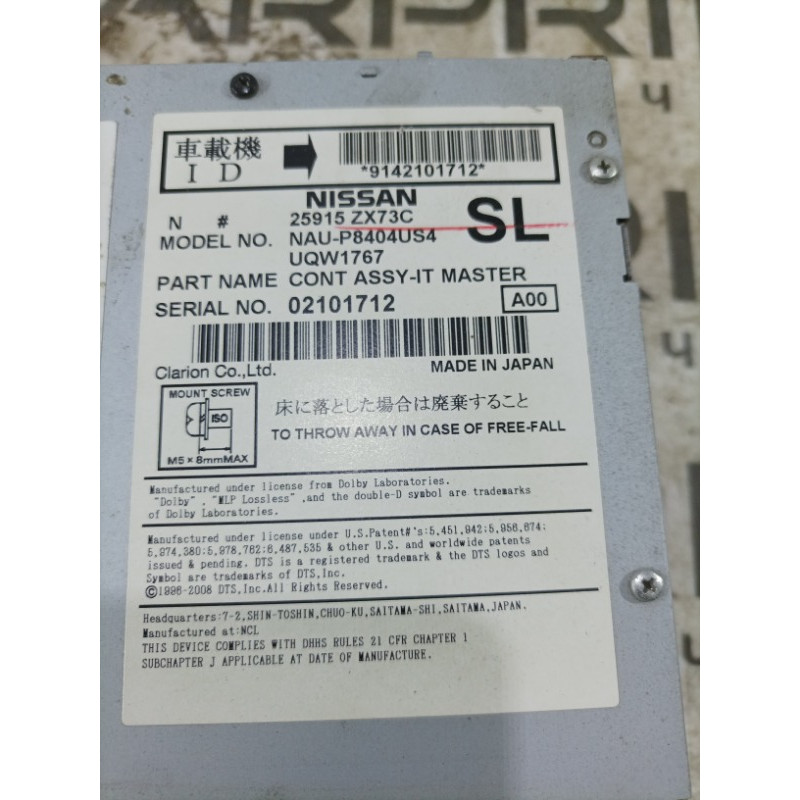 車載機
ID
*9142101712*
NISSAN
N # 25915 ZX73C SL
MODEL NO. NAU-P8404US4
UQW1767
PART NAME CONT ASSY-IT MASTER
SERIAL NO. 02101712 A00
Clarion Co.,Ltd. MADE IN JAPAN
MOUNT SCREW
ISO
M5×8mmMAX
床に落とした場合は廃棄すること
TO THROW AWAY IN CASE OF FREE-FALL
Manufactured under license from Dolby Laboratories.
"Dolby", "MLP Lossless" ,and the double-D symbol are trademarks
of Dolby Laboratories.
Manufactured under license under U.S.Patent#'s:5,451,942;5,956,674;
5,974,380;5,978,762;6,487,535 & other U.S. and worldwide patents
issued & pending. DTS is a registered trademark & the DTS logos and
Symbol are trademarks of DTS,Inc.
©1996-2008 DTS,Inc.All Rights Reserved.
Headquarters:7-2,SHIN-TOSHIN,CHUO-KU,SAITAMA-SHI,SAITAMA,JAPAN.
Manufactured at:NCL
THIS DEVICE COMPLIES WITH DHHS RULES 21 CFR CHAPTER 1
SUBCHAPTER J APPLICABLE AT DATE OF MANUFACTURE.